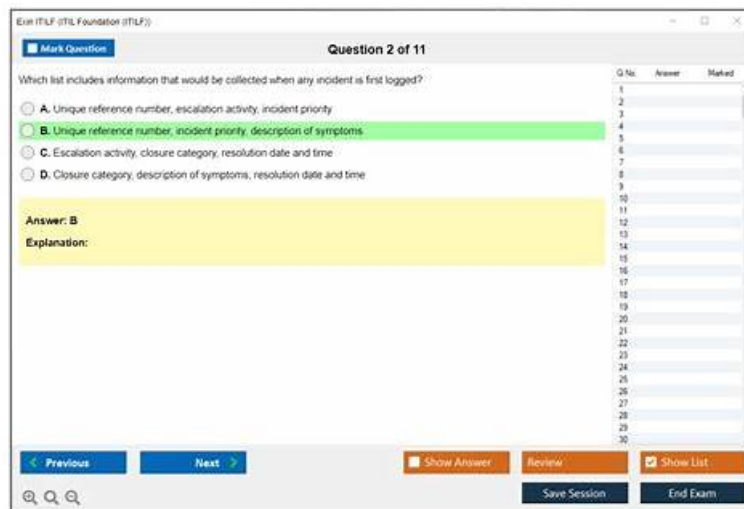 Exin ITILF (ITIL Foundation (ITILF))
Mark Question
Question 2 of 11
Which list includes information that would be collected when any incident is first logged?
A. Unique reference number, escalation activity, incident priority
B. Unique reference number, incident priority, description of symptoms
C. Escalation activity, closure category, resolution date and time
D. Closure category, description of symptoms, resolution date and time
Answer: B
Explanation:
Q No. Answer Marked
1
2
3
4
5
6
7
8
9
10
11
12
13
14
15
16
17
18
19
20
21
22
23
24
25
26
27
28
29
30
Previous
Next
Show Answer
Review
Show List
Save Session
End Exam